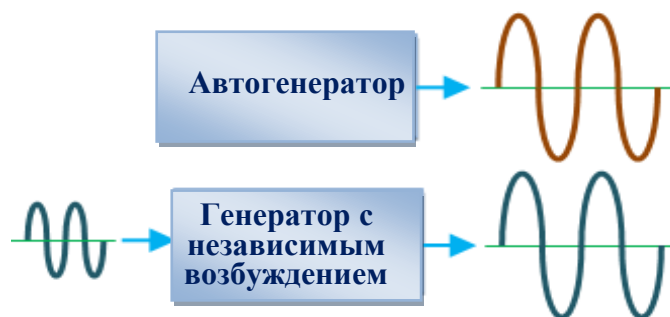 Автогенератор
Генератор с
независимым
возбуждением